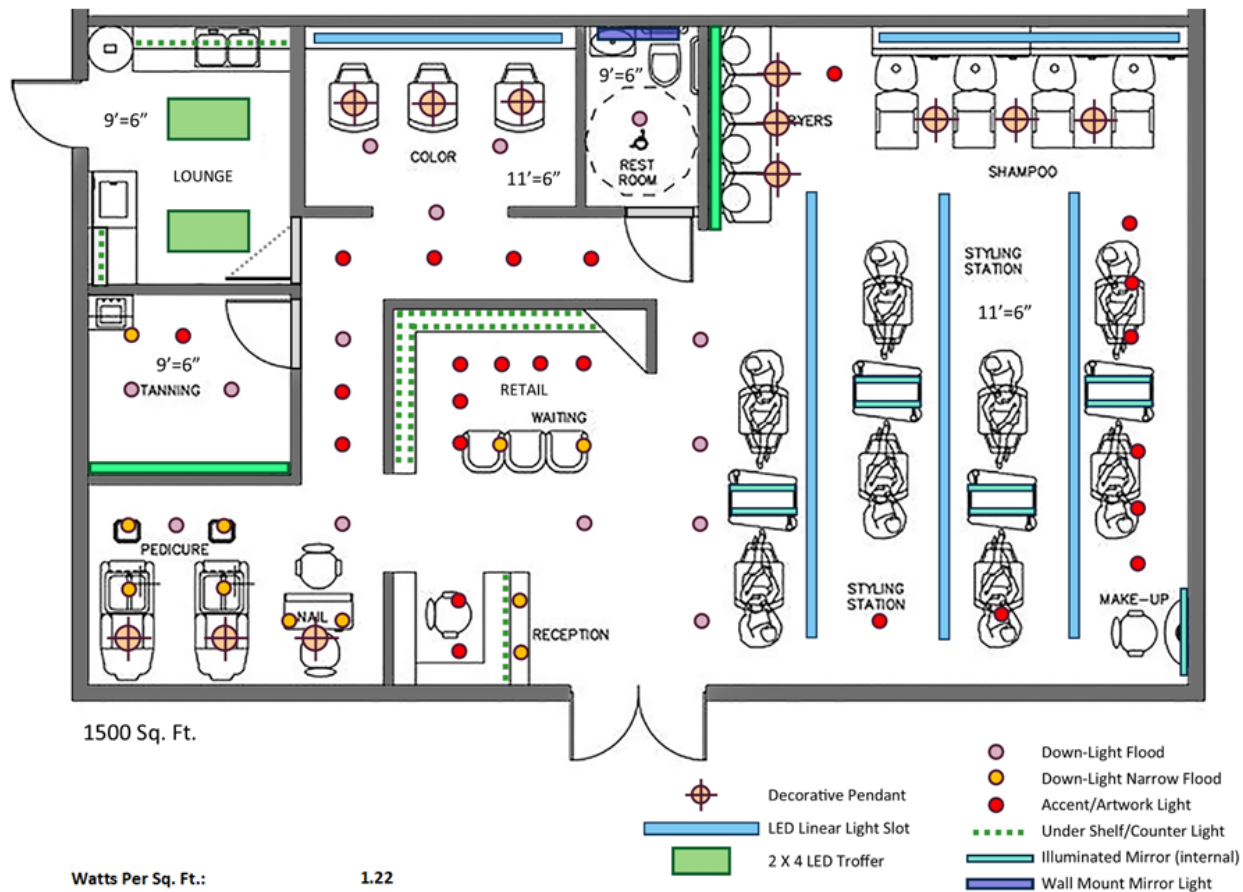 9'=6"
LOUNGE
COLOR
11'=6"
9'=6"
REST
ROOM
RYERS
SHAMPOO
STYLING
STATION
11'=6"
9'=6"
TANNING
RETAIL
WAITING
PEDICURE
NAIL
RECEPTION
STYLING
STATION
MAKE-UP
1500 Sq. Ft.
Decorative Pendant
LED Linear Light Slot
2 X 4 LED Troffer
Down-Light Flood
Down-Light Narrow Flood
Accent/Artwork Light
Under Shelf/Counter Light
Illuminated Mirror (internal)
Wall Mount Mirror Light
Watts Per Sq. Ft.: 1.22